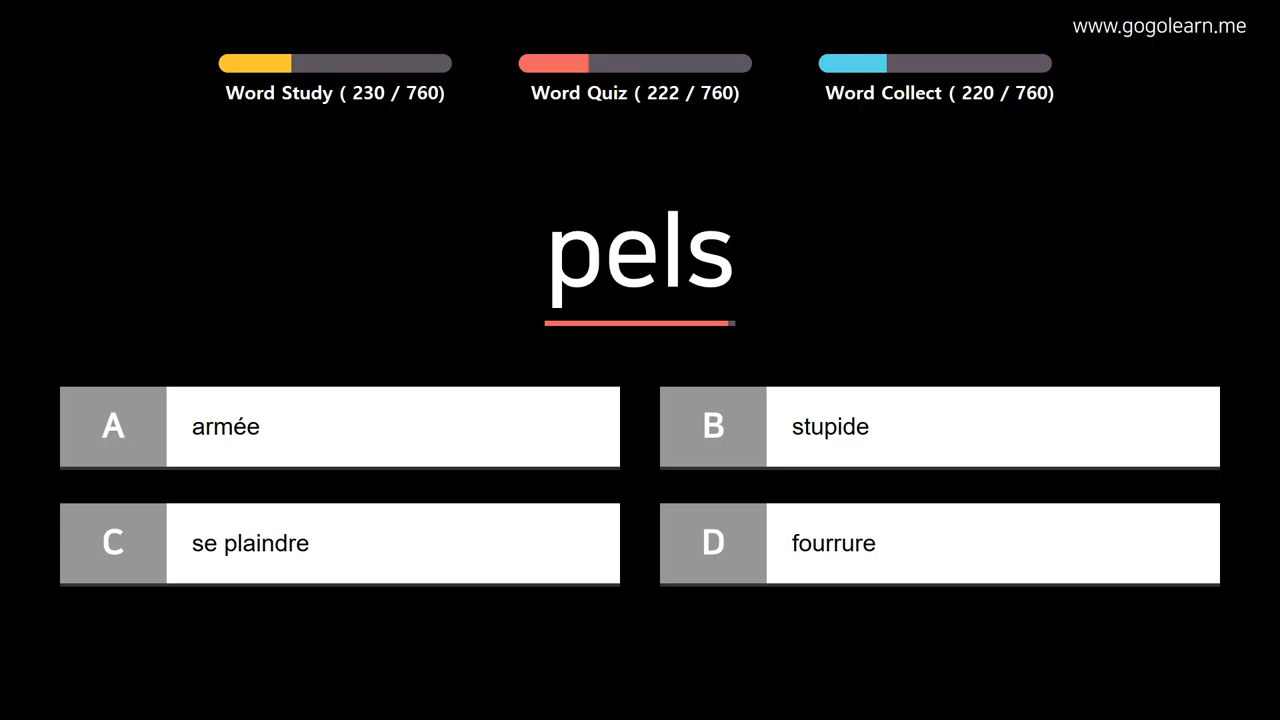 www.gogolearn.me
Word Study ( 230 / 760)
Word Quiz ( 222 / 760)
Word Collect ( 220 / 760)
pels
A armée
B stupide
C se plaindre
D fourrure